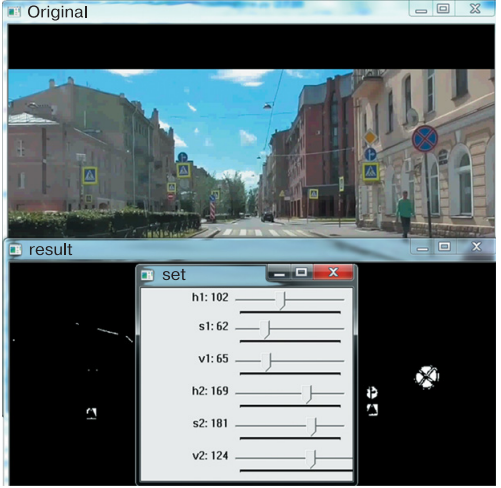 Original
result
set
h1: 102
s1: 62
v1: 65
h2: 169
s2: 181
v2: 124